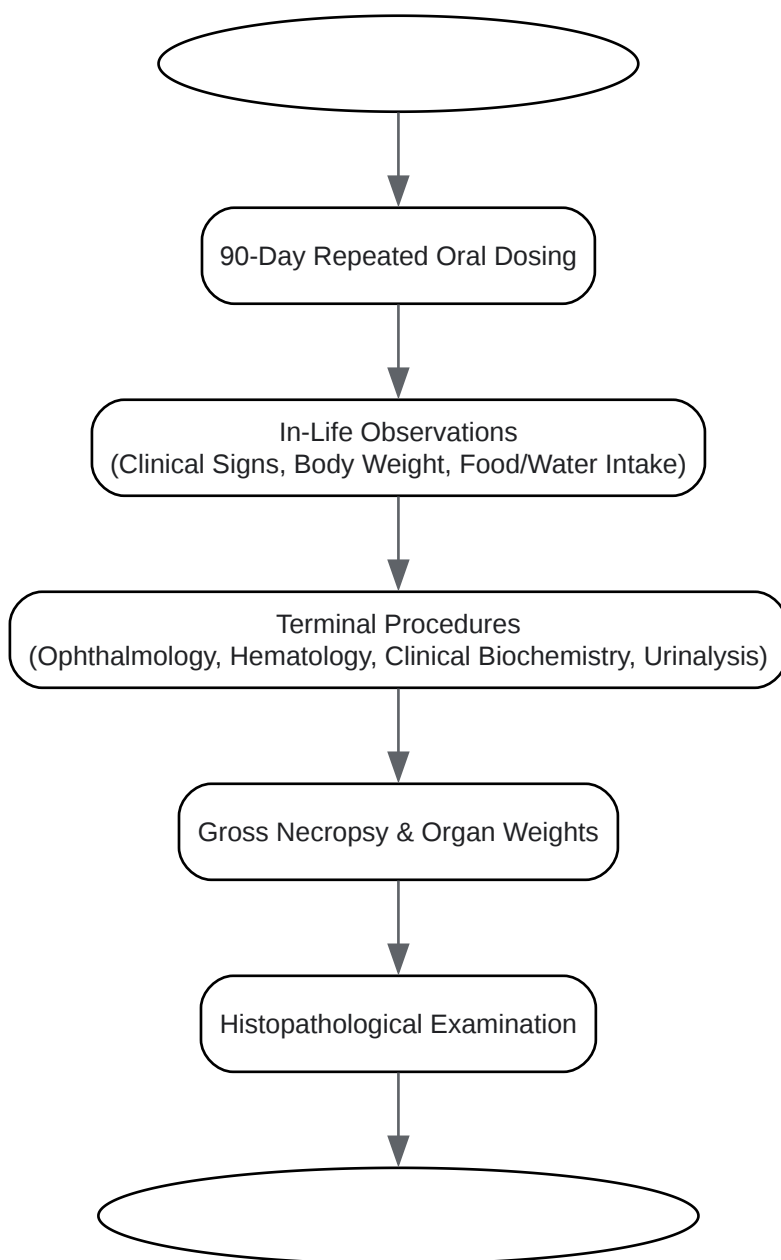 90-Day Repeated Oral Dosing
In-Life Observations
(Clinical Signs, Body Weight, Food/Water Intake)
Terminal Procedures
(Ophthalmology, Hematology, Clinical Biochemistry, Urinalysis)
Gross Necropsy & Organ Weights
Histopathological Examination